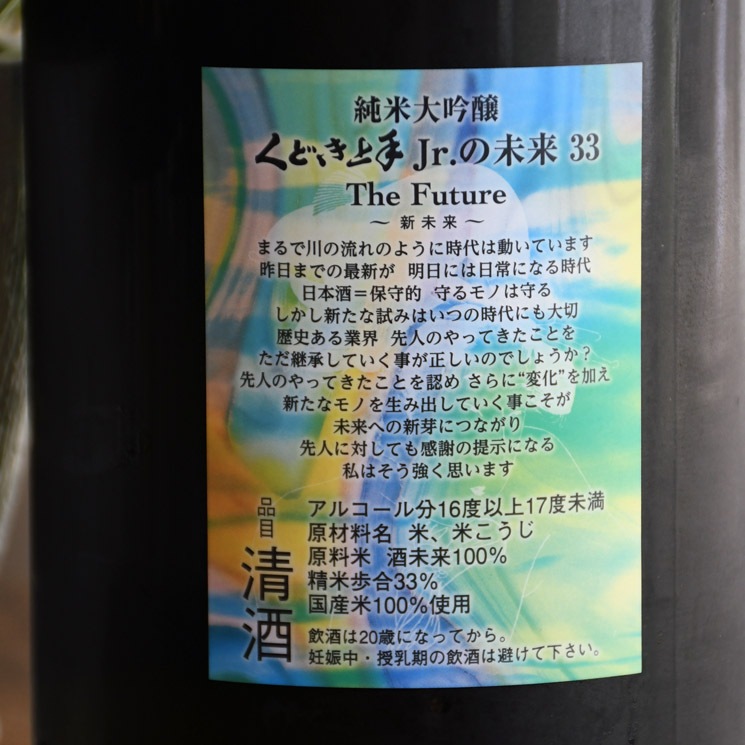 純米大吟醸
くどき上手 Jr.の未来 33
The Future
～新未来～
まるで川の流れのように時代は動いています
昨日までの最新が 明日には日常になる時代
日本酒＝保守的 守るモノは守る
しかし新たな試みはいつの時代にも大切
歴史ある業界 先人のやってきたことを
ただ継承していく事が正しいのでしょうか？
先人のやってきたことを認め さらに“変化”を加え
新たなモノを生み出していく事こそが
未来への新芽につながり
先人に対しても感謝の提示になる
私はそう強く思います
品目
清酒
アルコール分16度以上17度未満
原材料名 米、米こうじ
原料米 酒未来100％
精米歩合33％
国産米100％使用
飲酒は20歳になってから。
妊娠中・授乳期の飲酒は避けて下さい。